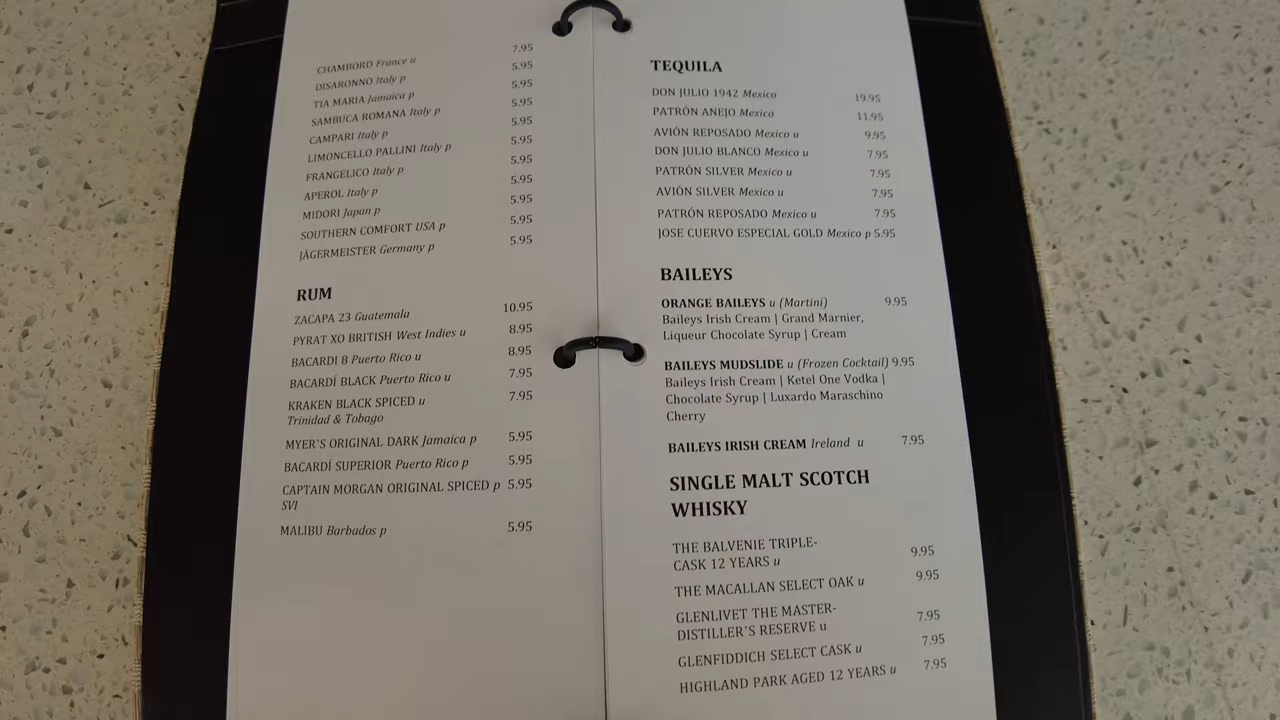 CHAMBORD France u 7.95
DISARONNO Italy p 5.95
TIA MARIA Jamaica p 5.95
SAMBUCA ROMANA Italy p 5.95
CAMPARI Italy p 5.95
LIMONCELLO PALLINI Italy p 5.95
FRANGELICO Italy p 5.95
APEROL Italy p 5.95
MIDORI Japan p 5.95
SOUTHERN COMFORT USA p 5.95
JÄGERMEISTER Germany p 5.95
RUM
ZACAPA 23 Guatemala 10.95
PYRAT XO BRITISH West Indies u 8.95
BACARDI 8 Puerto Rico u 8.95
BACARDÍ BLACK Puerto Rico u 7.95
KRAKEN BLACK SPICED u 7.95
Trinidad & Tobago
MYER'S ORIGINAL DARK Jamaica p 5.95
BACARDÍ SUPERIOR Puerto Rico p 5.95
CAPTAIN MORGAN ORIGINAL SPICED p 5.95
SVI
MALIBU Barbados p 5.95
TEQUILA
DON JULIO 1942 Mexico 19.95
PATRÓN ANEJO Mexico 11.95
AVIÓN REPOSADO Mexico u 9.95
DON JULIO BLANCO Mexico u 7.95
PATRÓN SILVER Mexico u 7.95
AVIÓN SILVER Mexico u 7.95
PATRÓN REPOSADO Mexico u 7.95
JOSE CUERVO ESPECIAL GOLD Mexico p 5.95
BAILEYS
ORANGE BAILEYS u (Martini) 9.95
Baileys Irish Cream | Grand Marnier,
Liqueur Chocolate Syrup | Cream
BAILEYS MUDSLIDE u (Frozen Cocktail) 9.95
Baileys Irish Cream | Ketel One Vodka |
Chocolate Syrup | Luxardo Maraschino
Cherry
BAILEYS IRISH CREAM Ireland u 7.95
SINGLE MALT SCOTCH
WHISKY
THE BALVENIE TRIPLE-
CASK 12 YEARS u 9.95
THE MACALLAN SELECT OAK u 9.95
GLENLIVET THE MASTER-
DISTILLER'S RESERVE u 7.95
GLENFIDDICH SELECT CASK u 7.95
HIGHLAND PARK AGED 12 YEARS u 7.95